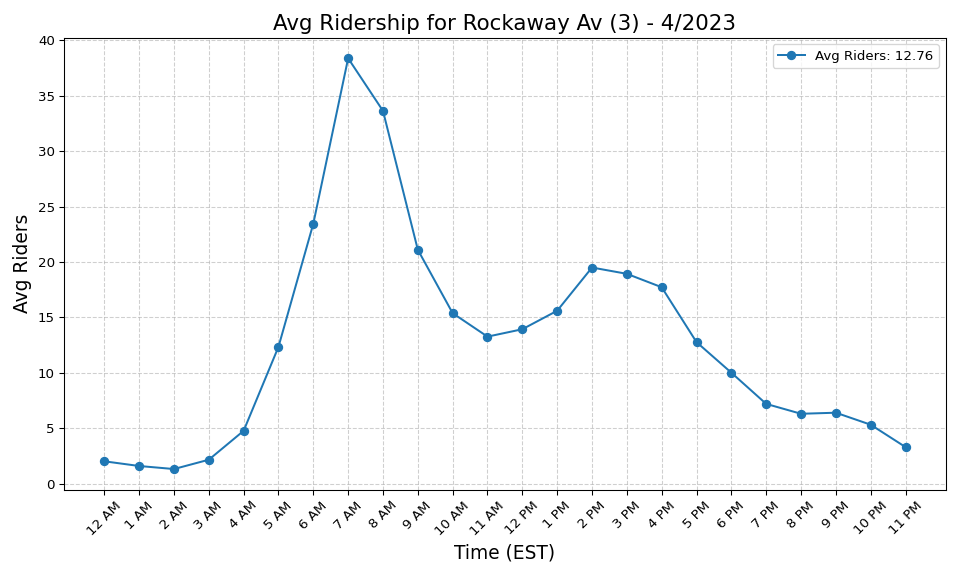 Avg Ridership for Rockaway Av (3) - 4/2023
Avg Riders: 12.76
40
35
30
25
20
15
10
5
0
Avg Riders
12 AM
1 AM
2 AM
3 AM
4 AM
5 AM
6 AM
7 AM
8 AM
9 AM
10 AM
11 AM
12 PM
1 PM
2 PM
3 PM
4 PM
5 PM
6 PM
7 PM
8 PM
9 PM
10 PM
11 PM
Time (EST)